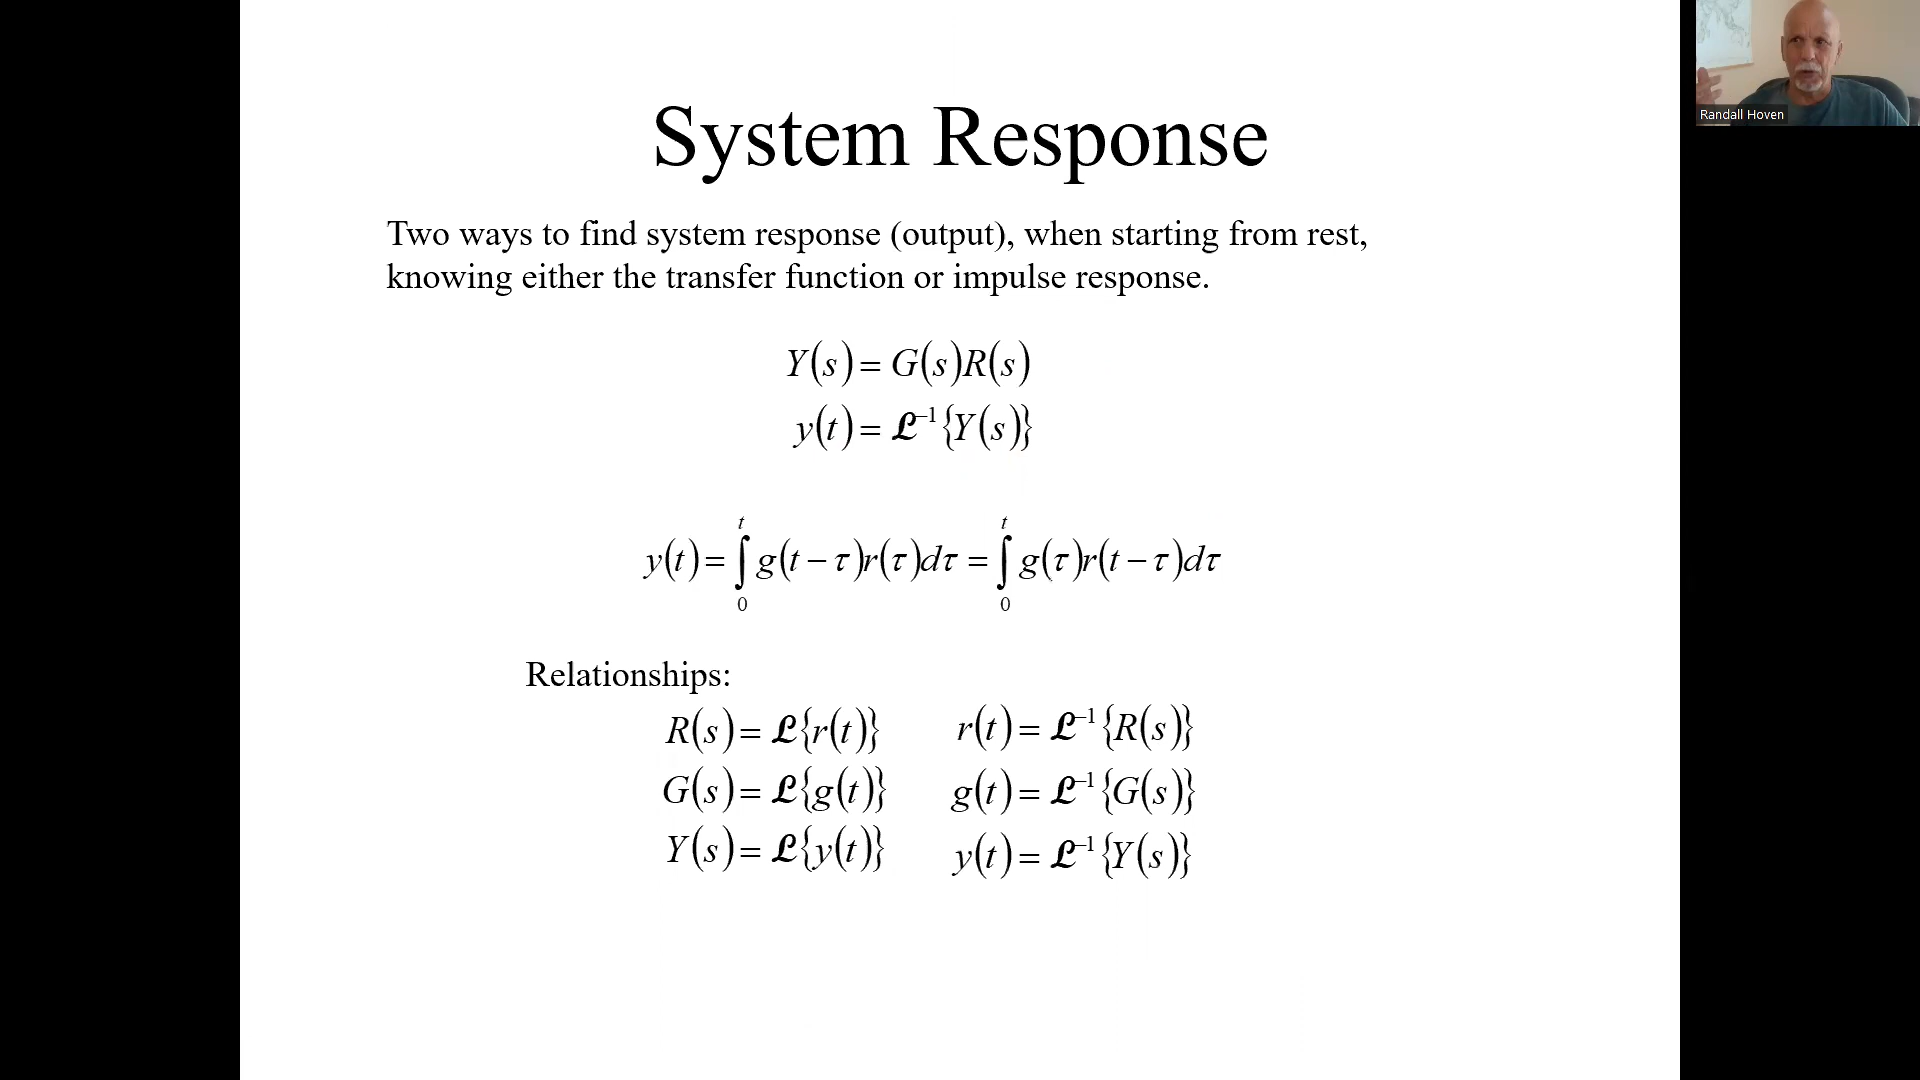 System Response
Randall Hoven
Two ways to find system response (output), when starting from rest,
knowing either the transfer function or impulse response.
Y(s) = G(s)R(s)
y(t) = ℒ⁻¹{Y(s)}
y(t) = ∫₀ᵗ g(t − τ)r(τ)dτ = ∫₀ᵗ g(τ)r(t − τ)dτ
Relationships:
R(s) = ℒ{r(t)} r(t) = ℒ⁻¹{R(s)}
G(s) = ℒ{g(t)} g(t) = ℒ⁻¹{G(s)}
Y(s) = ℒ{y(t)} y(t) = ℒ⁻¹{Y(s)}